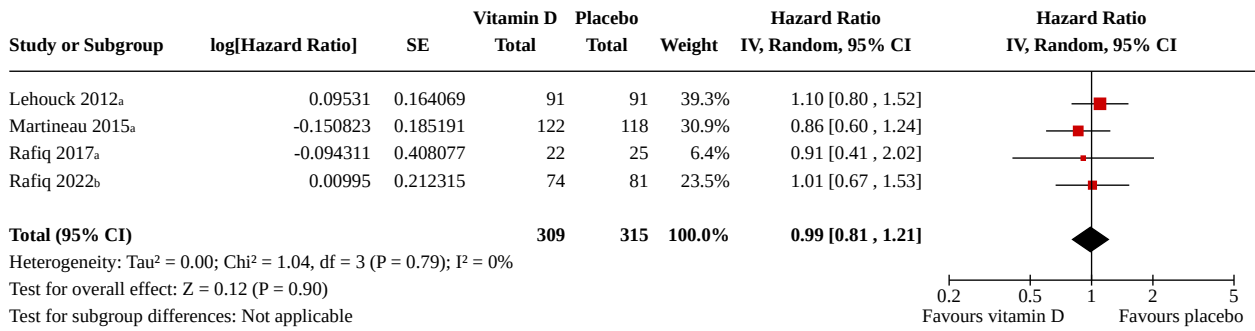 Vitamin D Placebo Hazard Ratio Hazard Ratio
Study or Subgroup log[Hazard Ratio] SE Total Total Weight IV, Random, 95% CI IV, Random, 95% CI
Lehouck 2012a 0.09531 0.164069 91 91 39.3% 1.10 [0.80 , 1.52]
Martineau 2015a -0.150823 0.185191 122 118 30.9% 0.86 [0.60 , 1.24]
Rafiq 2017a -0.094311 0.408077 22 25 6.4% 0.91 [0.41 , 2.02]
Rafiq 2022b 0.00995 0.212315 74 81 23.5% 1.01 [0.67 , 1.53]
Total (95% CI) 309 315 100.0% 0.99 [0.81 , 1.21]
Heterogeneity: Tau² = 0.00; Chi² = 1.04, df = 3 (P = 0.79); I² = 0%
Test for overall effect: Z = 0.12 (P = 0.90) 0.2 0.5 1 2 5
Test for subgroup differences: Not applicable Favours vitamin D Favours placebo